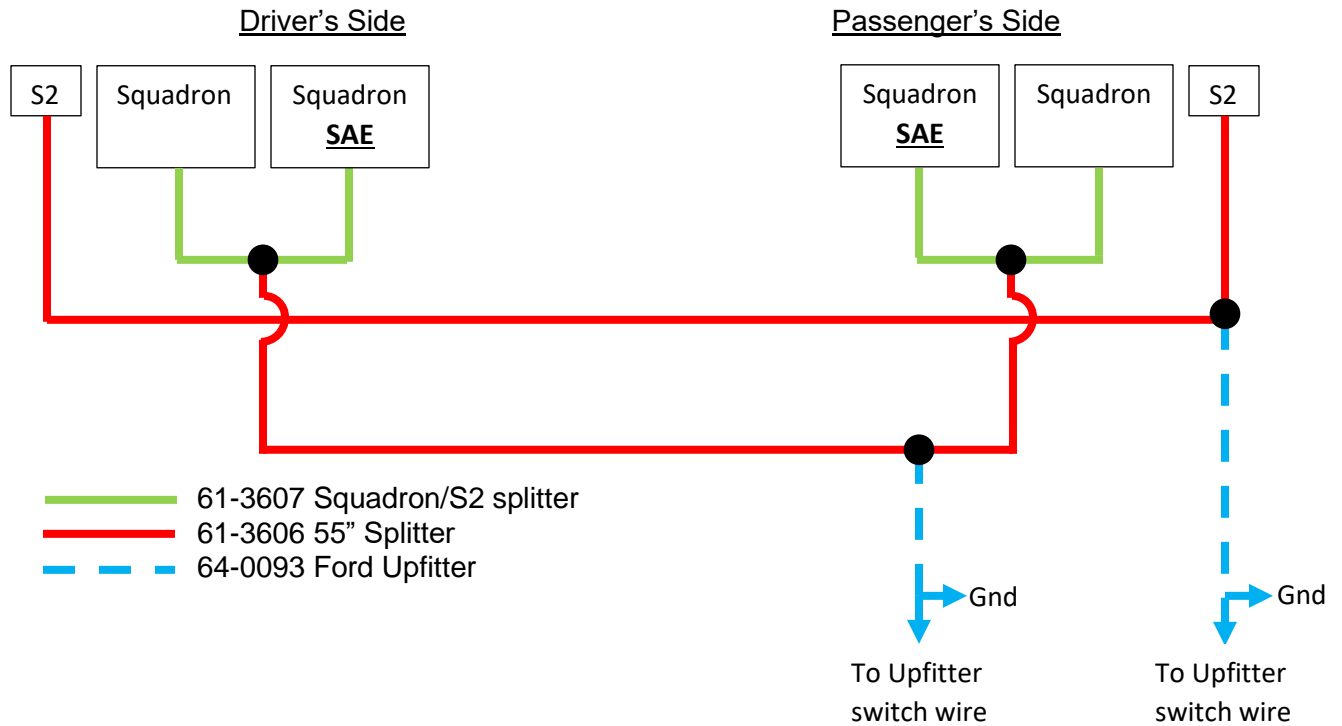 Driver’s Side
Passenger’s Side
S2
Squadron
Squadron
SAE
Squadron
SAE
Squadron
S2
61-3607 Squadron/S2 splitter
61-3606 55” Splitter
64-0093 Ford Upfitter
Gnd
Gnd
To Upfitter
switch wire
To Upfitter
switch wire